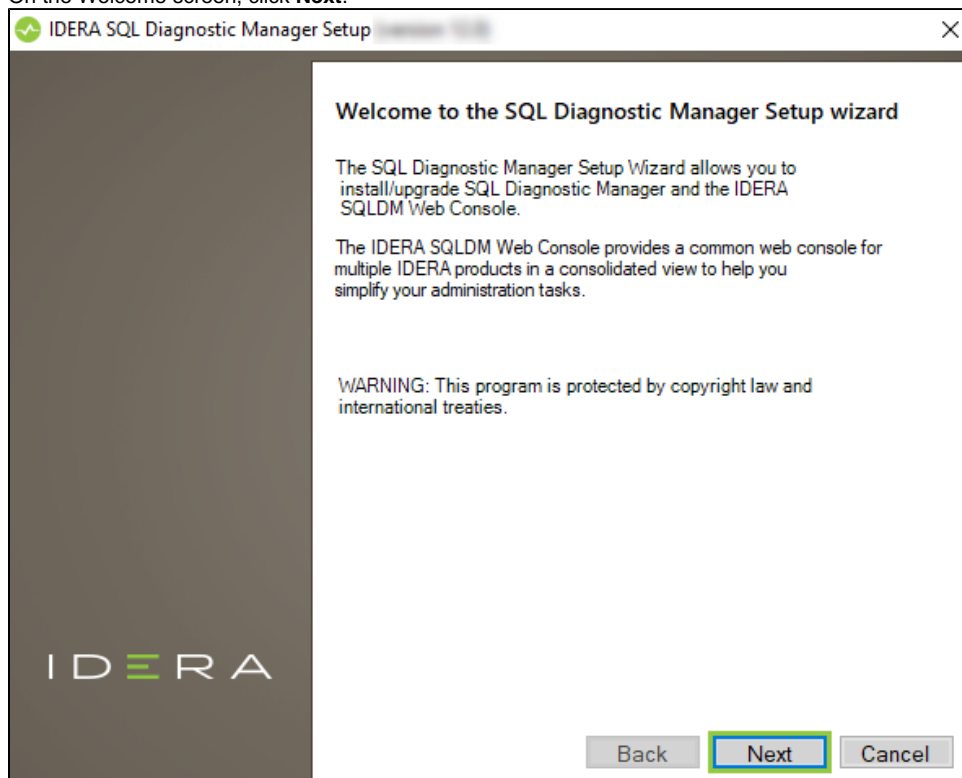 On the Welcome screen, click Next.
IDERA SQL Diagnostic Manager Setup
Welcome to the SQL Diagnostic Manager Setup wizard
The SQL Diagnostic Manager Setup Wizard allows you to
install/upgrade SQL Diagnostic Manager and the IDERA
SQLDM Web Console.
The IDERA SQLDM Web Console provides a common web console for
multiple IDERA products in a consolidated view to help you
simplify your administration tasks.
WARNING: This program is protected by copyright law and
international treaties.
IDERA
Back Next Cancel